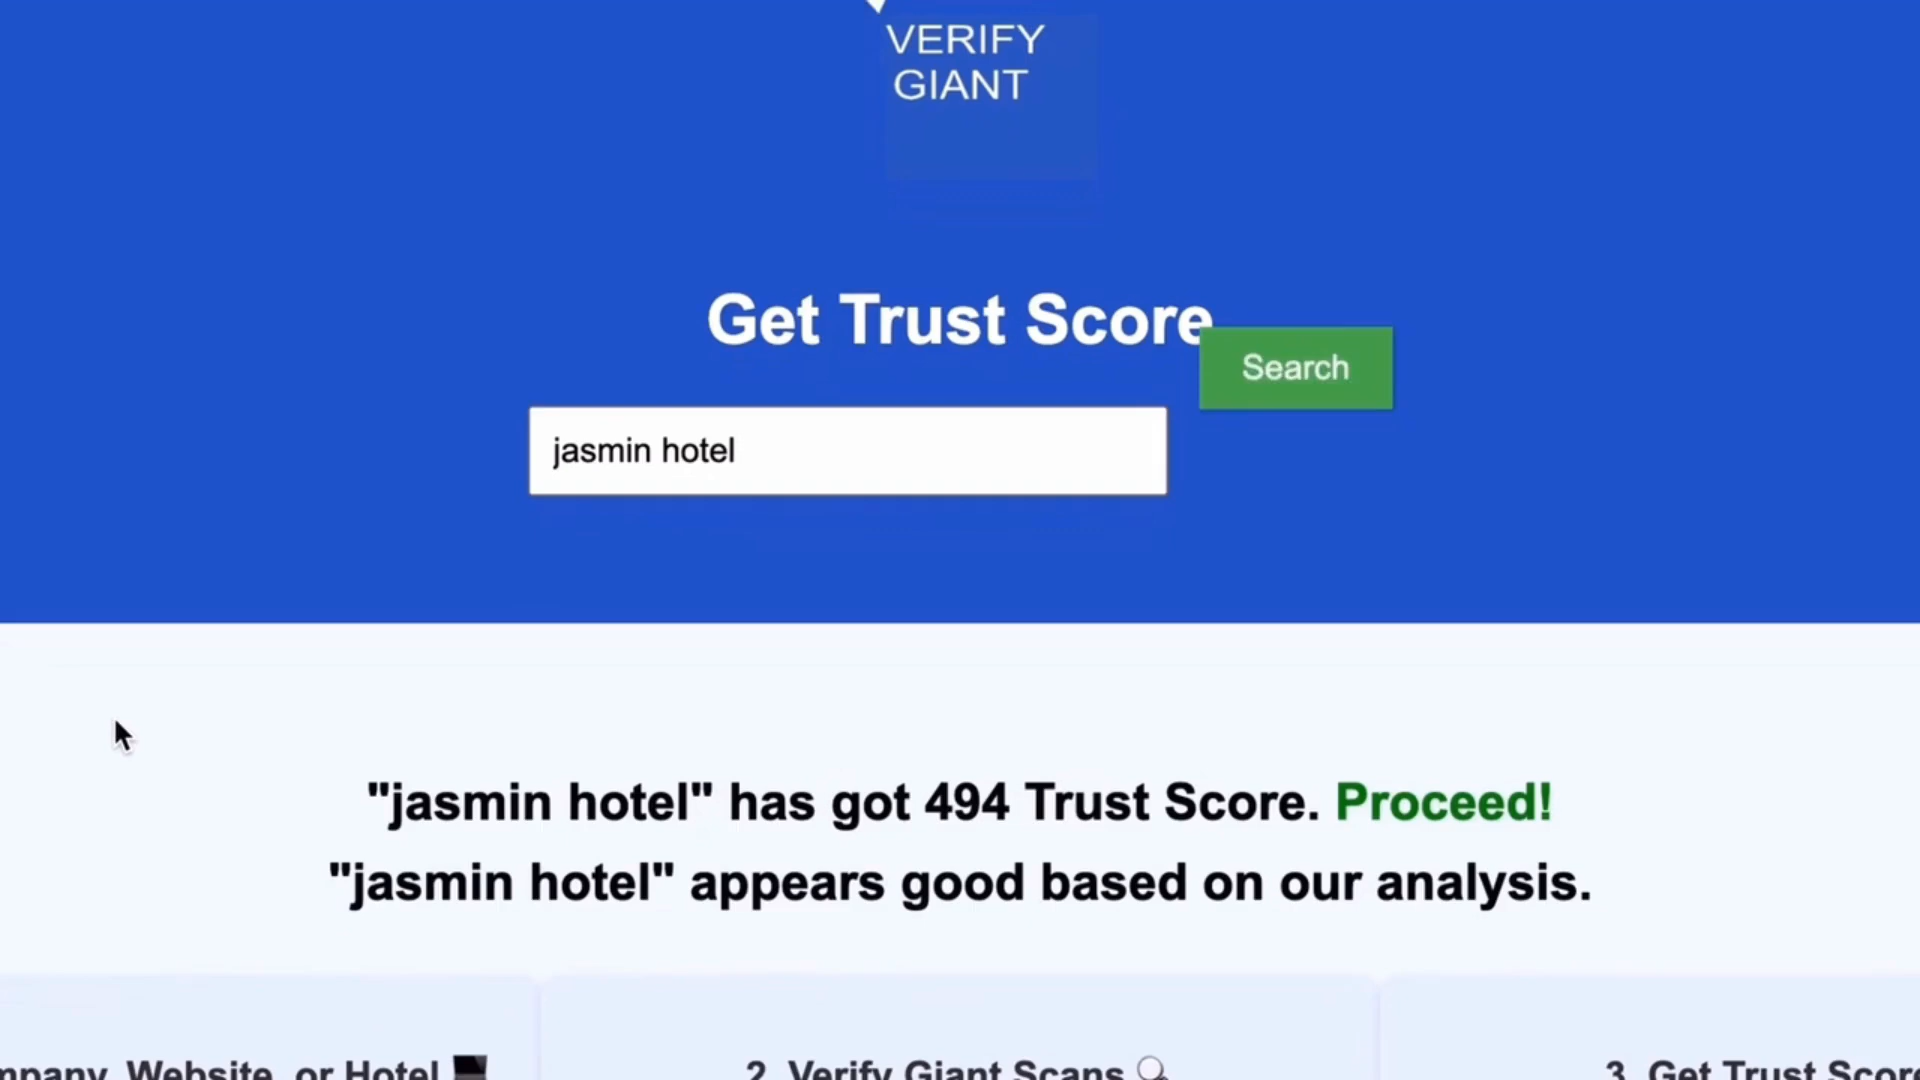 VERIFY
GIANT
Get Trust Score
Search
jasmin hotel
"jasmin hotel" has got 494 Trust Score. Proceed!
"jasmin hotel" appears good based on our analysis.
Website, or Hotel
2. Verify Giant Scans
3. Get Trust Score